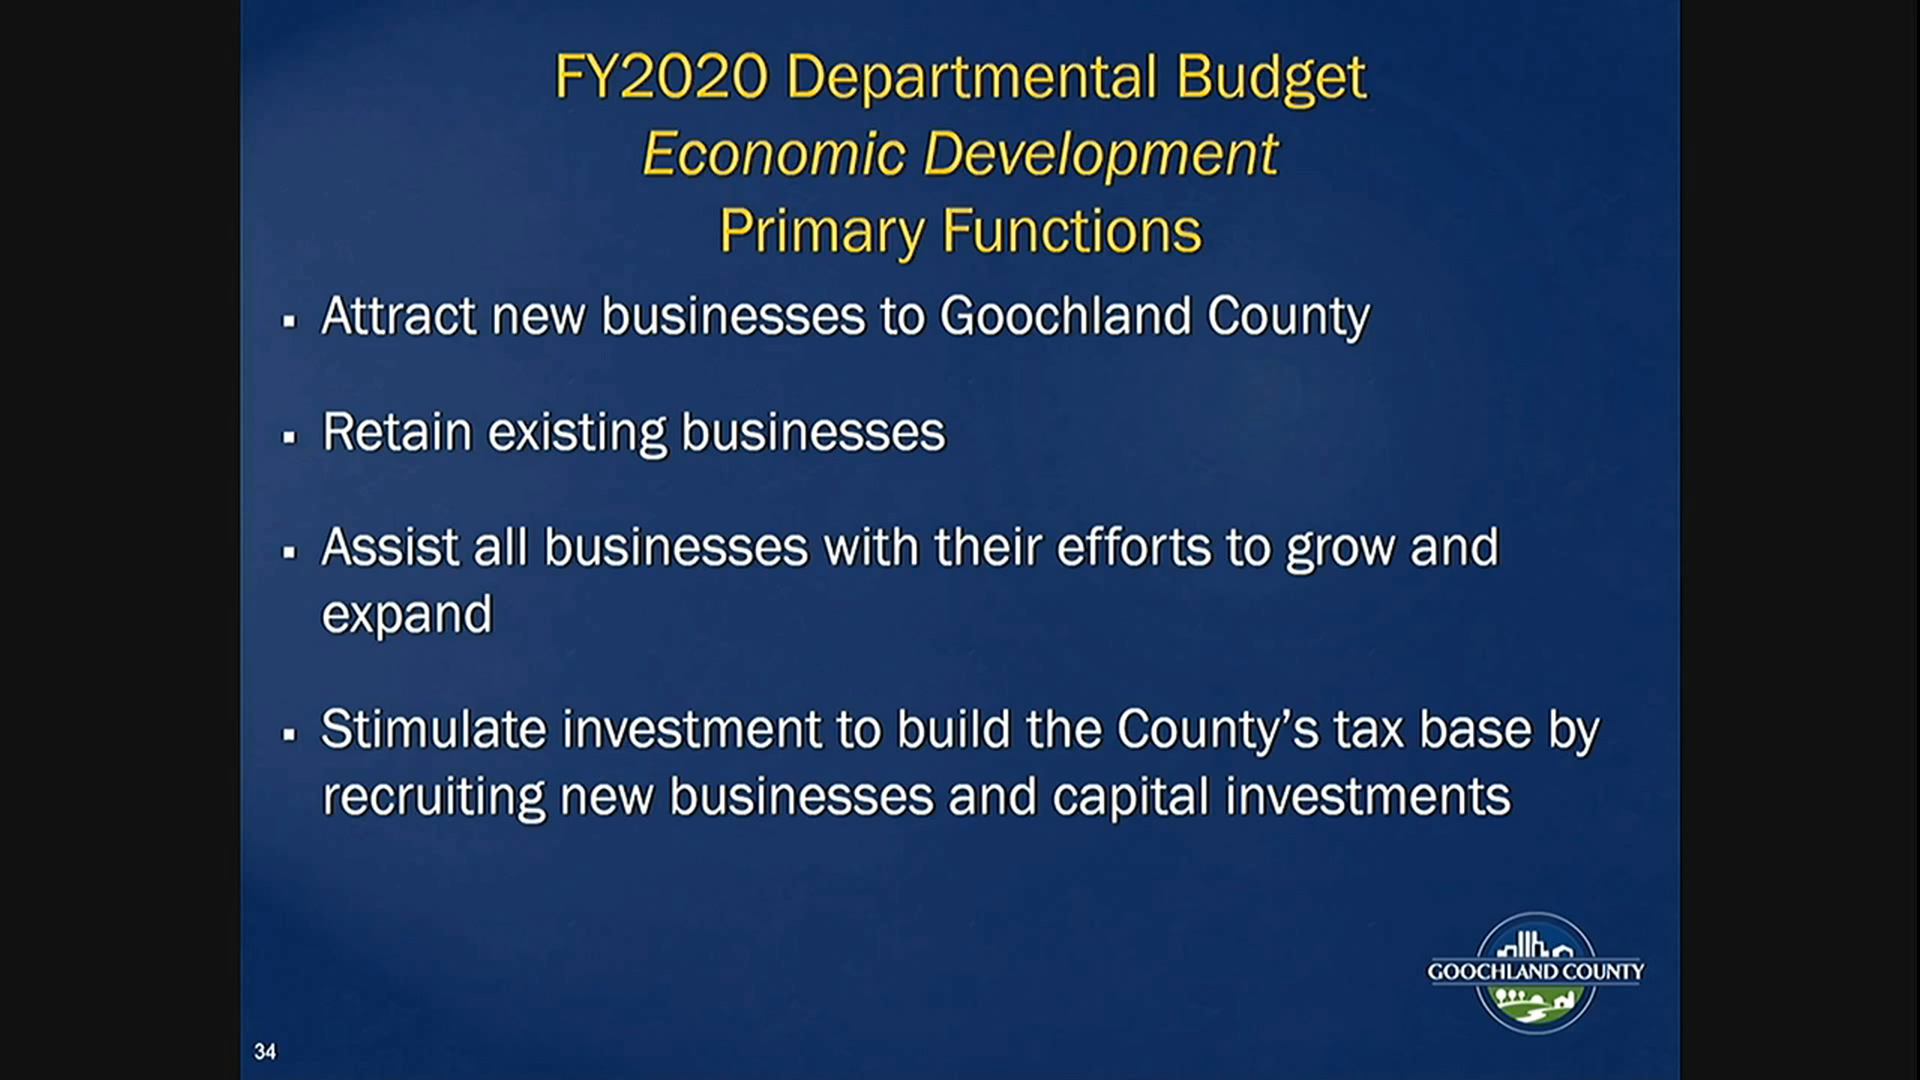 FY2020 Departmental Budget
Economic Development
Primary Functions
▪ Attract new businesses to Goochland County
▪ Retain existing businesses
▪ Assist all businesses with their efforts to grow and
expand
▪ Stimulate investment to build the County’s tax base by
recruiting new businesses and capital investments
GOOCHLAND COUNTY
34